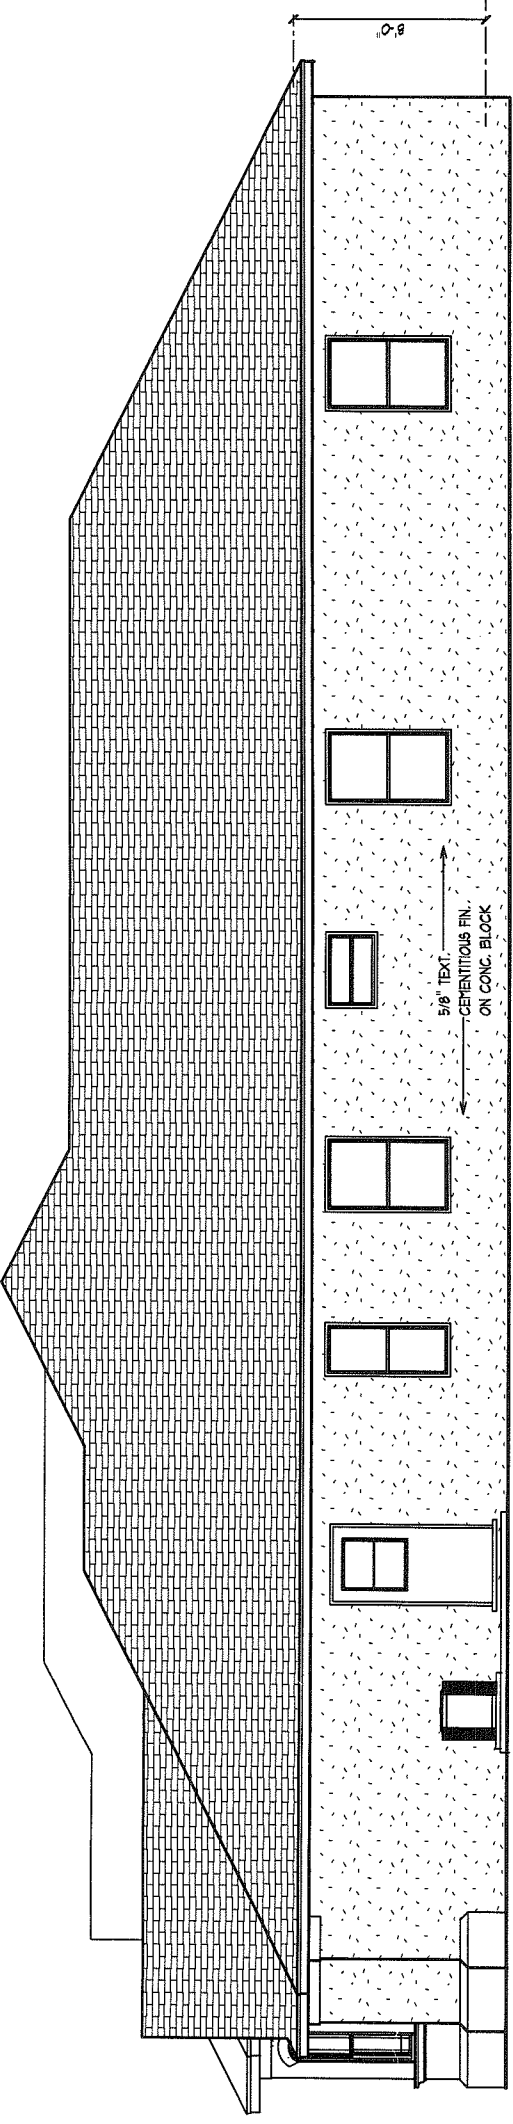 8'-0"
5/8" TEXT.
CEMENTITIOUS FIN.
ON CONC. BLOCK